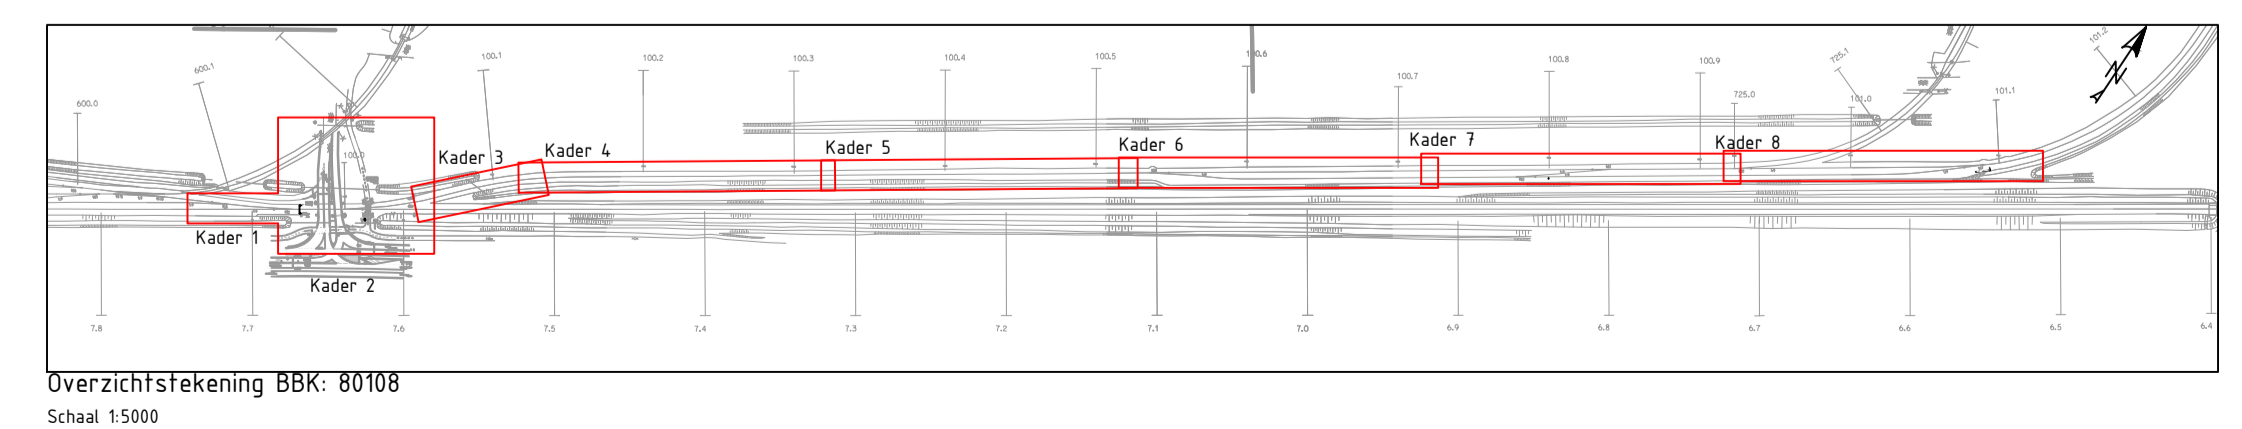 101.2
100.1
100.2
100.3
100.4
100.5
100.6
100.7
100.8
100.9
725.1
600.1
600.0
725.0
101.0
101.1
Kader 3
Kader 4
Kader 5
Kader 6
Kader 7
Kader 8
100.0
N
Kader 1
Kader 2
7.8
7.7
7.6
7.5
7.4
7.3
7.2
7.1
7.0
6.9
6.8
6.7
6.6
6.5
6.4
Overzichtstekening BBK: 80108
Schaal 1:5000